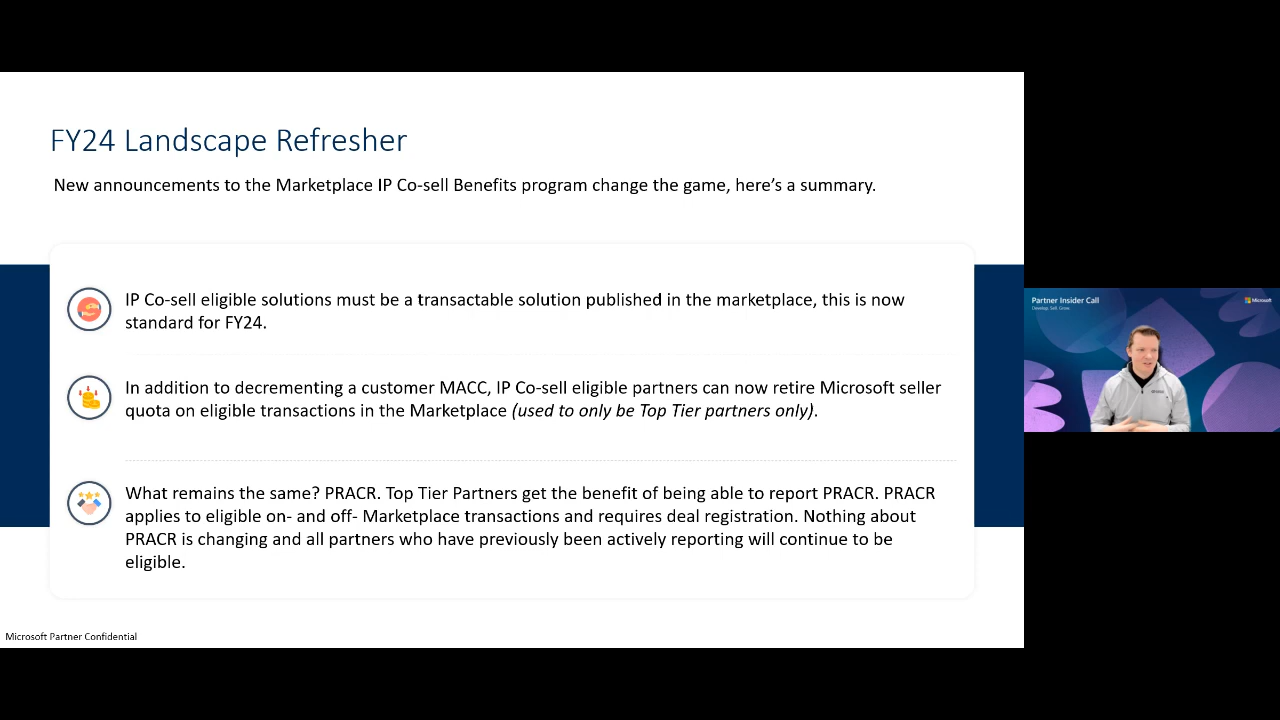 FY24 Landscape Refresher
New announcements to the Marketplace IP Co-sell Benefits program change the game, here’s a summary.
IP Co-sell eligible solutions must be a transactable solution published in the marketplace, this is now
standard for FY24.
In addition to decrementing a customer MACC, IP Co-sell eligible partners can now retire Microsoft seller
quota on eligible transactions in the Marketplace (used to only be Top Tier partners only).
What remains the same? PRACR. Top Tier Partners get the benefit of being able to report PRACR. PRACR
applies to eligible on- and off- Marketplace transactions and requires deal registration. Nothing about
PRACR is changing and all partners who have previously been actively reporting will continue to be
eligible.
Microsoft Partner Confidential
Partner Insider Call
Develop. Sell. Grow.
Microsoft